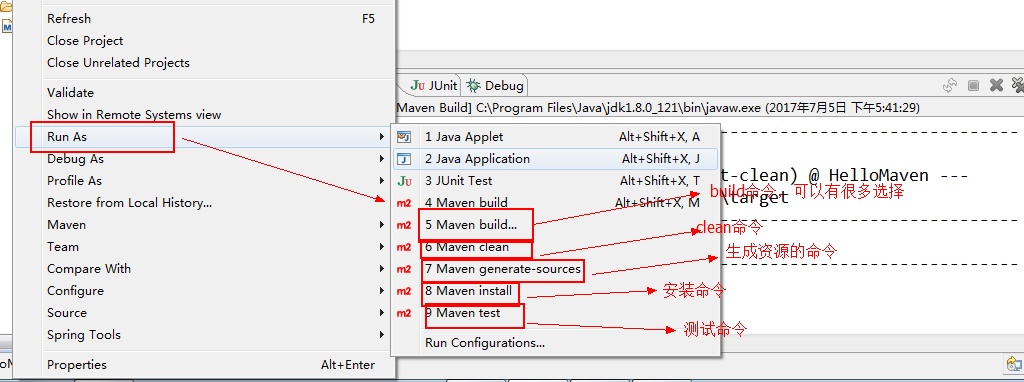 Refresh F5
Close Project
Close Unrelated Projects
JUnit Debug
Maven Build] C:\Program Files\Java\jdk1.8.0_121\bin\javaw.exe (2017年7月5日 下午5:41:29)
Validate
Show in Remote Systems view
Run As
Debug As
Profile As
Restore from Local History...
Maven
Team
Compare With
Configure
Source
Spring Tools
Properties Alt+Enter
1 Java Applet Alt+Shift+X, A
2 Java Application Alt+Shift+X, J
3 JUnit Test Alt+Shift+X, T
4 Maven build Alt+Shift+X, M
5 Maven build...
6 Maven clean
7 Maven generate-sources
8 Maven install
9 Maven test
Run Configurations...
t-clean) @ HelloMaven ---
\target
build命令，可以有很多选择
clean命令
生成资源的命令
安装命令
测试命令